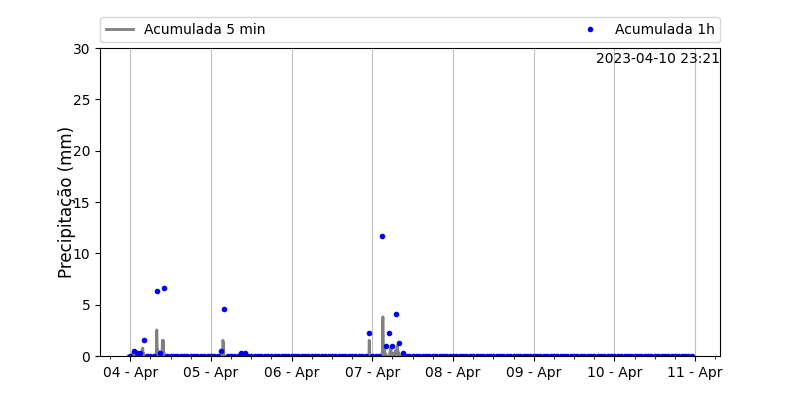 Acumulada 5 min
Acumulada 1h
2023-04-10 23:21
Precipitação (mm)
30
25
20
15
10
5
0
04 - Apr
05 - Apr
06 - Apr
07 - Apr
08 - Apr
09 - Apr
10 - Apr
11 - Apr